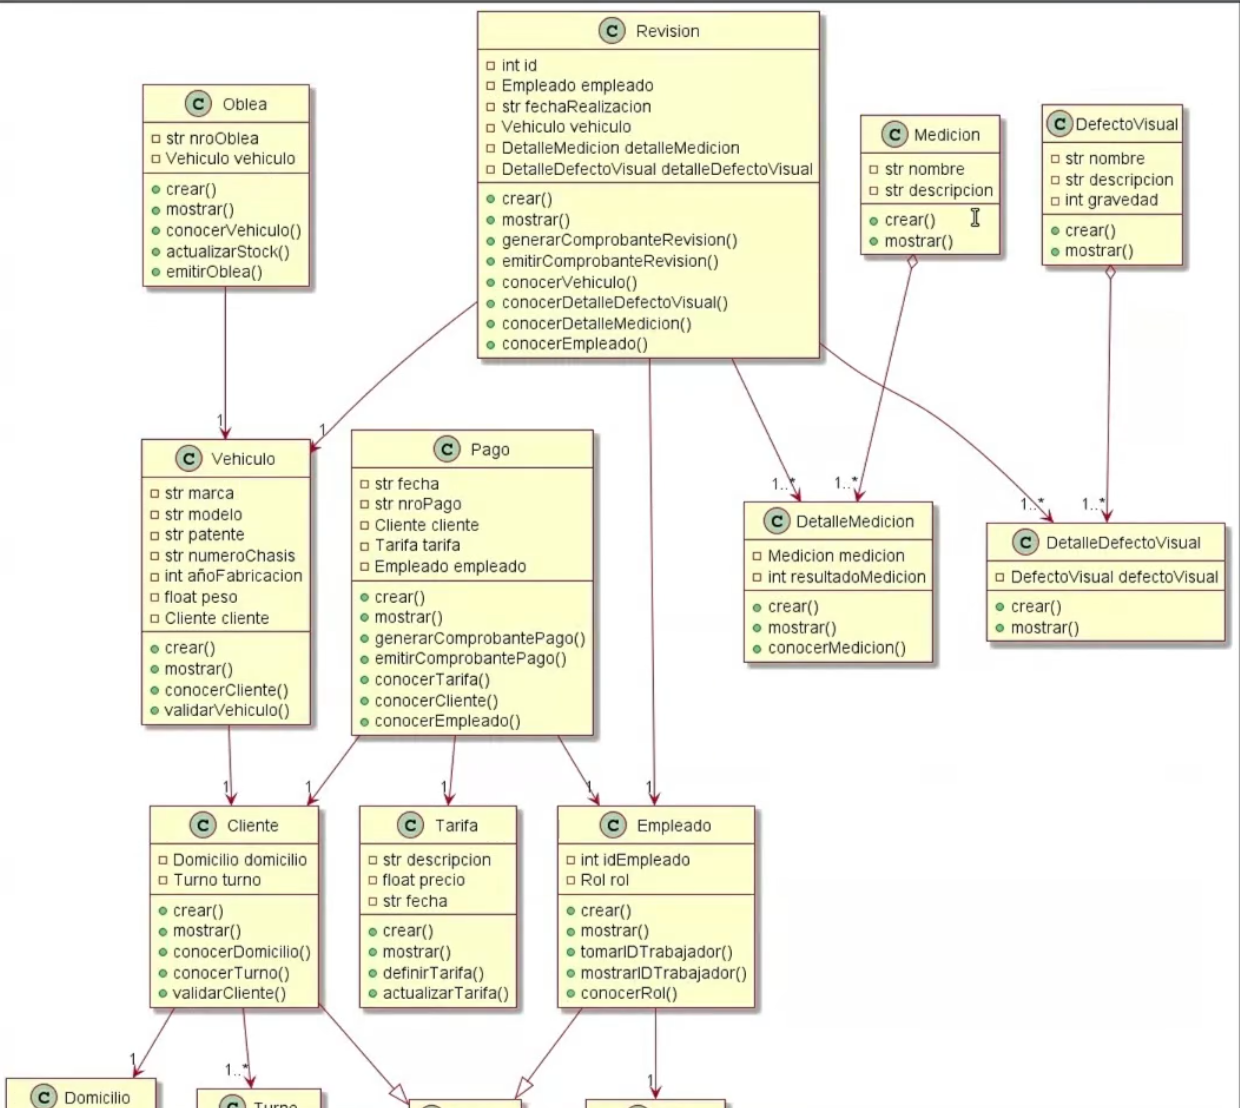 C Revision
int id
Empleado empleado
str fechaRealizacion
Vehiculo vehiculo
DetalleMedicion detalleMedicion
DetalleDefectoVisual detalleDefectoVisual
crear()
mostrar()
generarComprobanteRevision()
emitirComprobanteRevision()
conocerVehiculo()
conocerDetalleDefectoVisual()
conocerDetalleMedicion()
conocerEmpleado()
C Oblea
str nroOblea
Vehiculo vehiculo
crear()
mostrar()
conocerVehiculo()
actualizarStock()
emitirOblea()
C Medicion
str nombre
str descripcion
crear()
mostrar()
C DefectoVisual
str nombre
str descripcion
int gravedad
crear()
mostrar()
1
1
1..*
1..*
1..*
1..*
C Vehiculo
str marca
str modelo
str patente
str numeroChasis
int añoFabricacion
float peso
Cliente cliente
crear()
mostrar()
conocerCliente()
validarVehiculo()
C Pago
str fecha
str nroPago
Cliente cliente
Tarifa tarifa
Empleado empleado
crear()
mostrar()
generarComprobantePago()
emitirComprobantePago()
conocerTarifa()
conocerCliente()
conocerEmpleado()
C DetalleMedicion
Medicion medicion
int resultadoMedicion
crear()
mostrar()
conocerMedicion()
C DetalleDefectoVisual
DefectoVisual defectoVisual
crear()
mostrar()
1
1
1
1
1
C Cliente
Domicilio domicilio
Turno turno
crear()
mostrar()
conocerDomicilio()
conocerTurno()
validarCliente()
C Tarifa
str descripcion
float precio
str fecha
crear()
mostrar()
definirTarifa()
actualizarTarifa()
C Empleado
int idEmpleado
Rol rol
crear()
mostrar()
tomarIDTrabajador()
mostrarIDTrabajador()
conocerRol()
1
1..*
1
C Domicilio
Turno